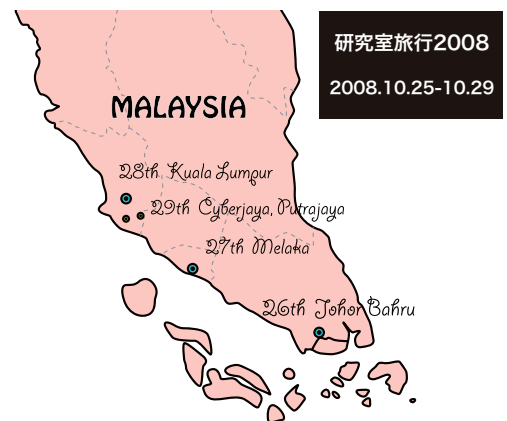 研究室旅行2008
2008.10.25-10.29
MALAYSIA
28th Kuala Lumpur
29th Cyberjaya, Putrajaya
27th Melaka
26th Johor Bahru